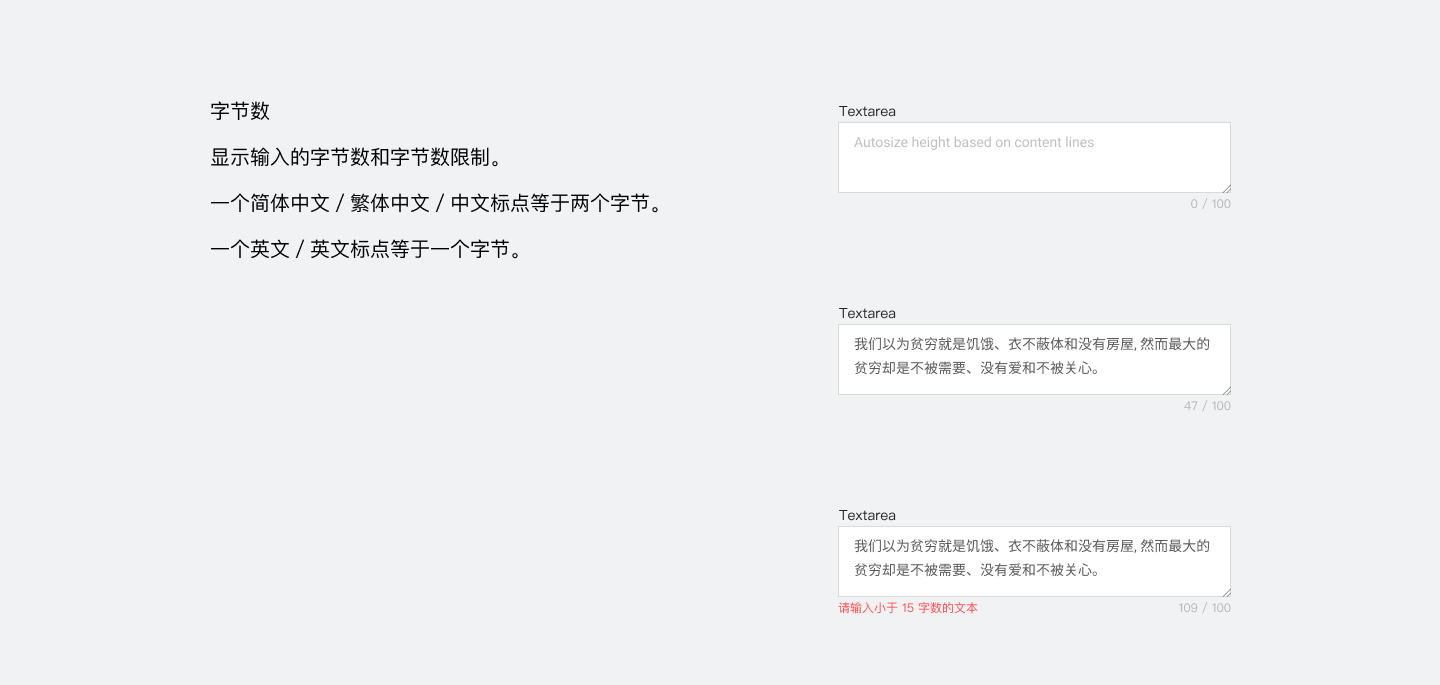 字节数
显示输入的字节数和字节数限制。
一个简体中文 / 繁体中文 / 中文标点等于两个字节。
一个英文 / 英文标点等于一个字节。
Textarea
Autosize height based on content lines
0 / 100
Textarea
我们以为贫穷就是饥饿、衣不蔽体和没有房屋, 然而最大的
贫穷却是不被需要、没有爱和不被关心。
47 / 100
Textarea
我们以为贫穷就是饥饿、衣不蔽体和没有房屋, 然而最大的
贫穷却是不被需要、没有爱和不被关心。
请输入小于 15 字数的文本
109 / 100